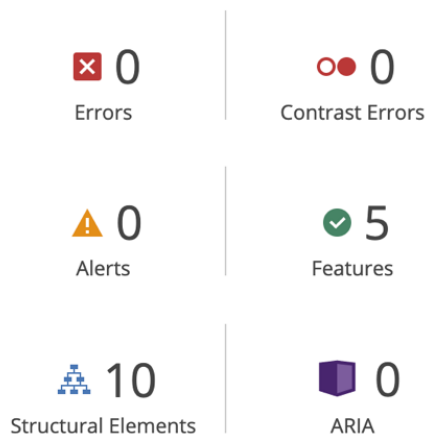 0 0
Errors Contrast Errors
0 5
Alerts Features
10 0
Structural Elements ARIA